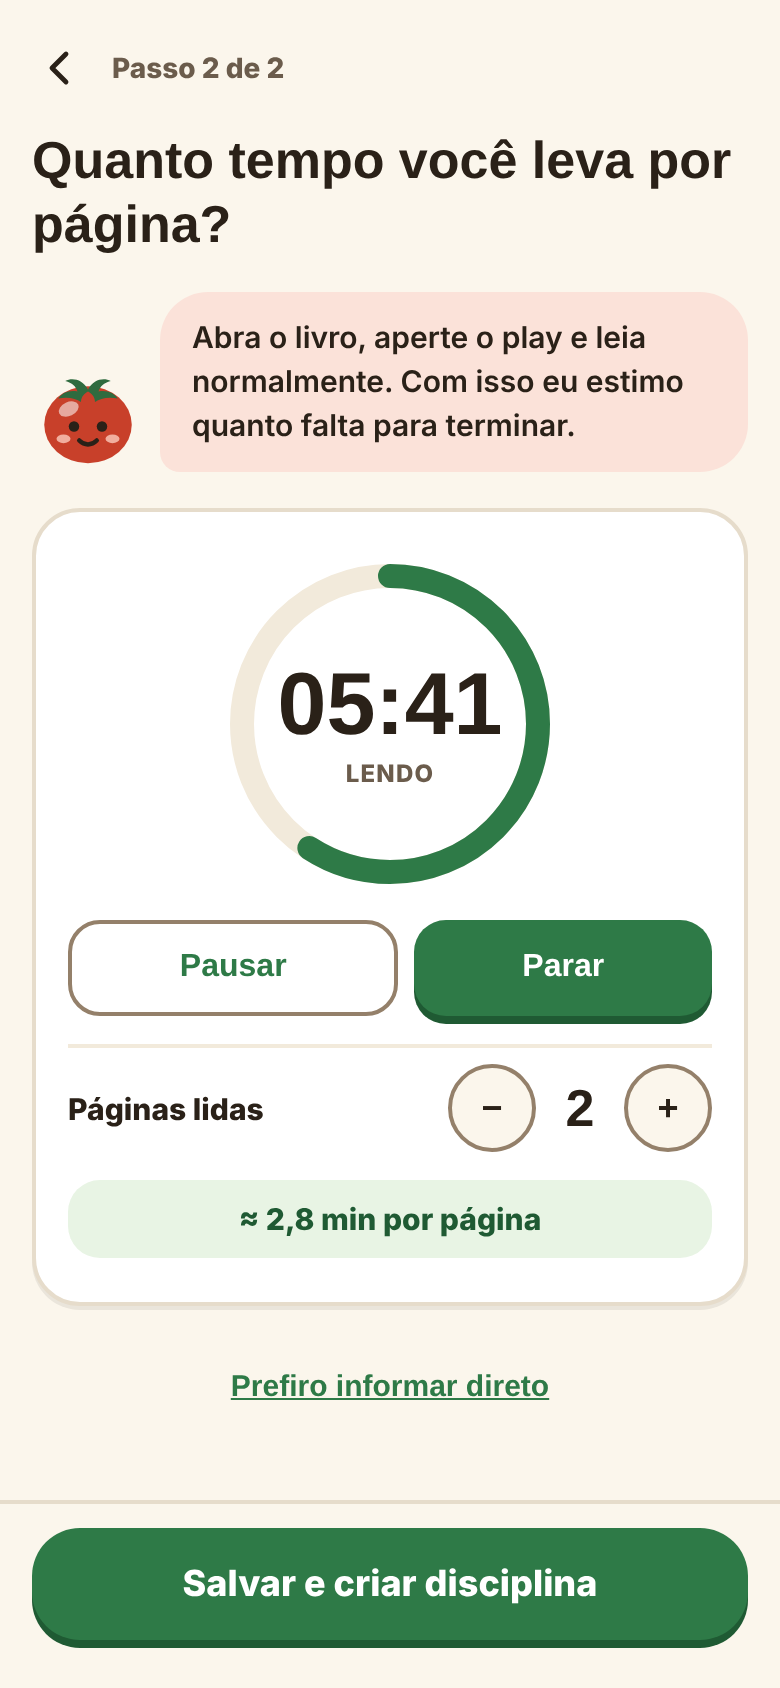 Passo 2 de 2
Quanto tempo você leva por
página?
Abra o livro, aperte o play e leia
normalmente. Com isso eu estimo
quanto falta para terminar.
05:41
LENDO
Pausar
Parar
Páginas lidas
− 2 +
≈ 2,8 min por página
Prefiro informar direto
Salvar e criar disciplina